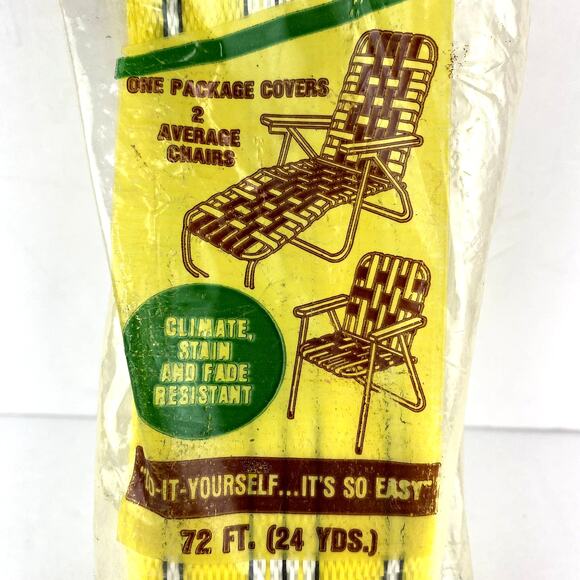 ONE PACKAGE COVERS
2
AVERAGE
CHAIRS
CLIMATE,
STAIN
AND FADE
RESISTANT
"DO-IT-YOURSELF...IT'S SO EASY"
72 FT. (24 YDS.)